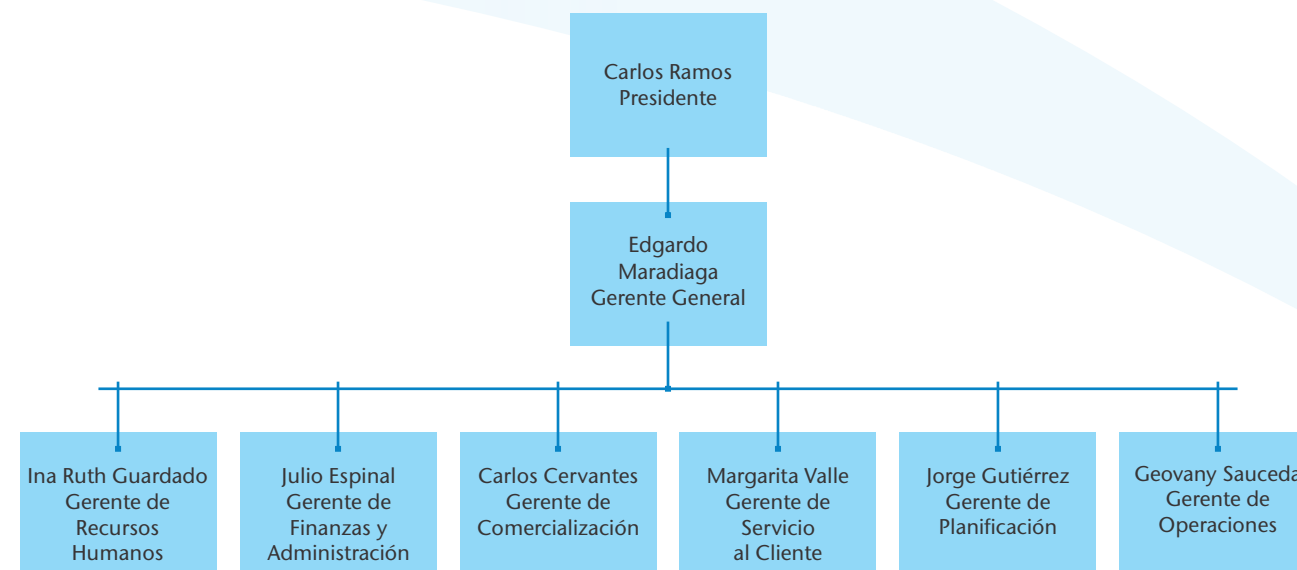 Carlos Ramos
Presidente
Edgardo
Maradiaga
Gerente General
Ina Ruth Guardado
Gerente de
Recursos
Humanos
Julio Espinal
Gerente de
Finanzas y
Administración
Carlos Cervantes
Gerente de
Comercialización
Margarita Valle
Gerente de
Servicio
al Cliente
Jorge Gutiérrez
Gerente de
Planificación
Geovany Sauceda
Gerente de
Operaciones